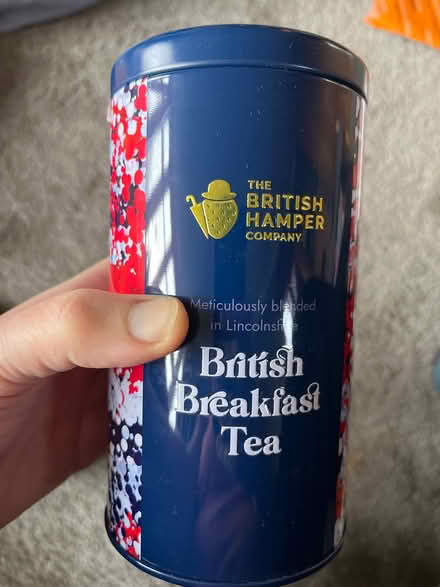 THE
BRITISH
HAMPER
COMPANY
Meticulously blended
in Lincolnshire
British
Breakfast
Tea